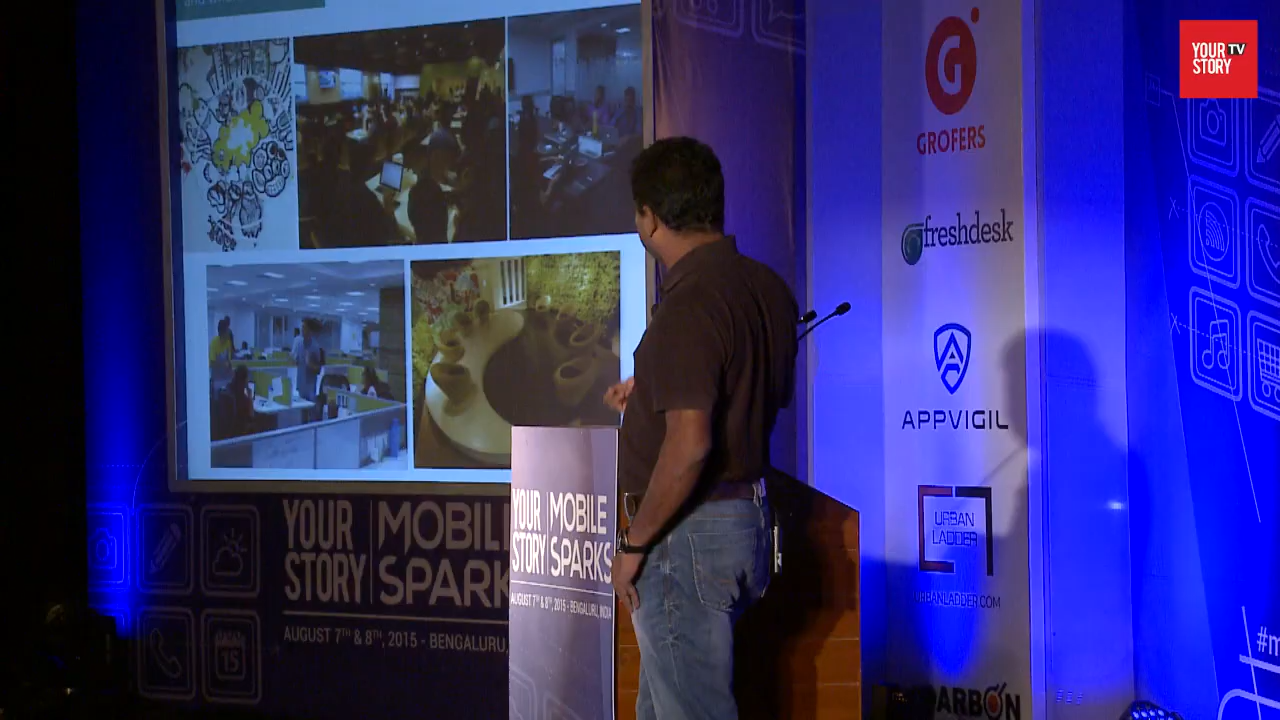 YOUR
STORY
TV
G
GROFERS
freshdesk
APPVIGIL
URBAN
LADDER
URBANLADDER.COM
YOUR
STORY
MOBILE
SPARKS
AUGUST 7TH & 8TH, 2015 - BENGALURU, INDIA
YOUR
STORY
MOBILE
SPARK
AUGUST 7TH & 8TH, 2015 - BENGALURU,
15
#m